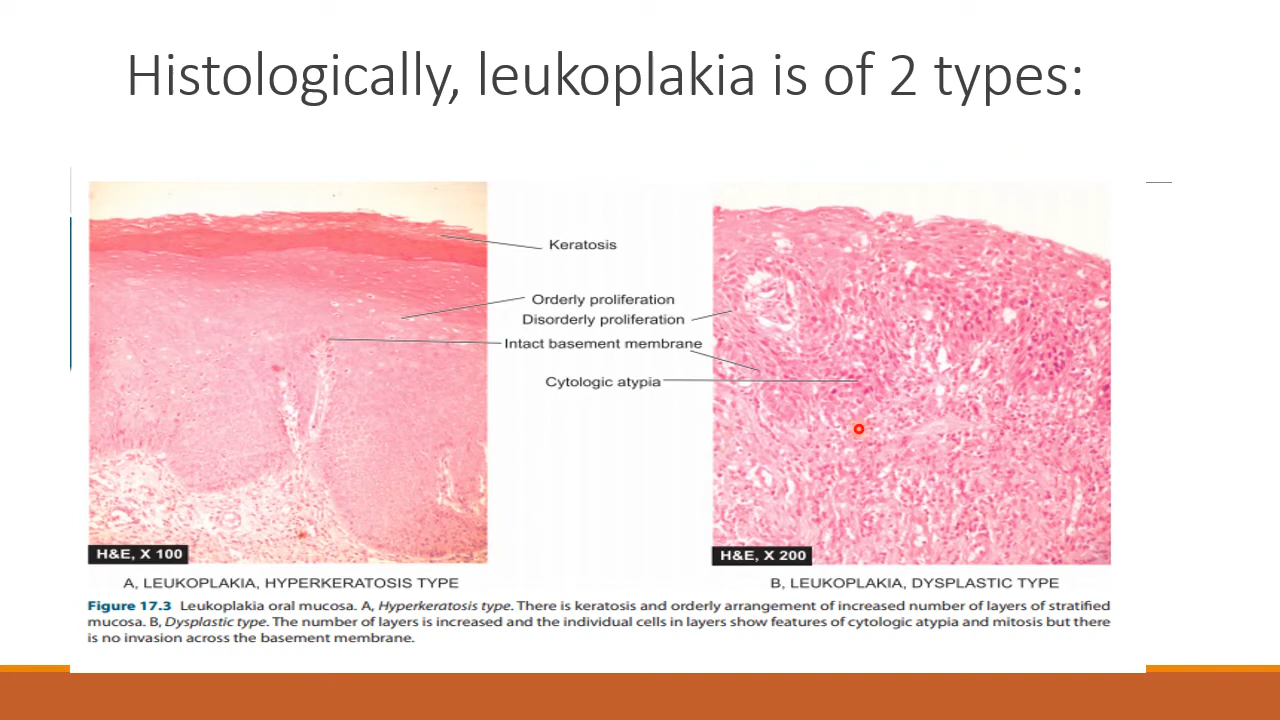 Histologically, leukoplakia is of 2 types:
Keratosis
Orderly proliferation
Disorderly proliferation
Intact basement membrane
Cytologic atypia
H&E, X 100
H&E, X 200
A, LEUKOPLAKIA, HYPERKERATOSIS TYPE
B, LEUKOPLAKIA, DYSPLASTIC TYPE
Figure 17.3 Leukoplakia oral mucosa. A, Hyperkeratosis type. There is keratosis and orderly arrangement of increased number of layers of stratified
mucosa. B, Dysplastic type. The number of layers is increased and the individual cells in layers show features of cytologic atypia and mitosis but there
is no invasion across the basement membrane.